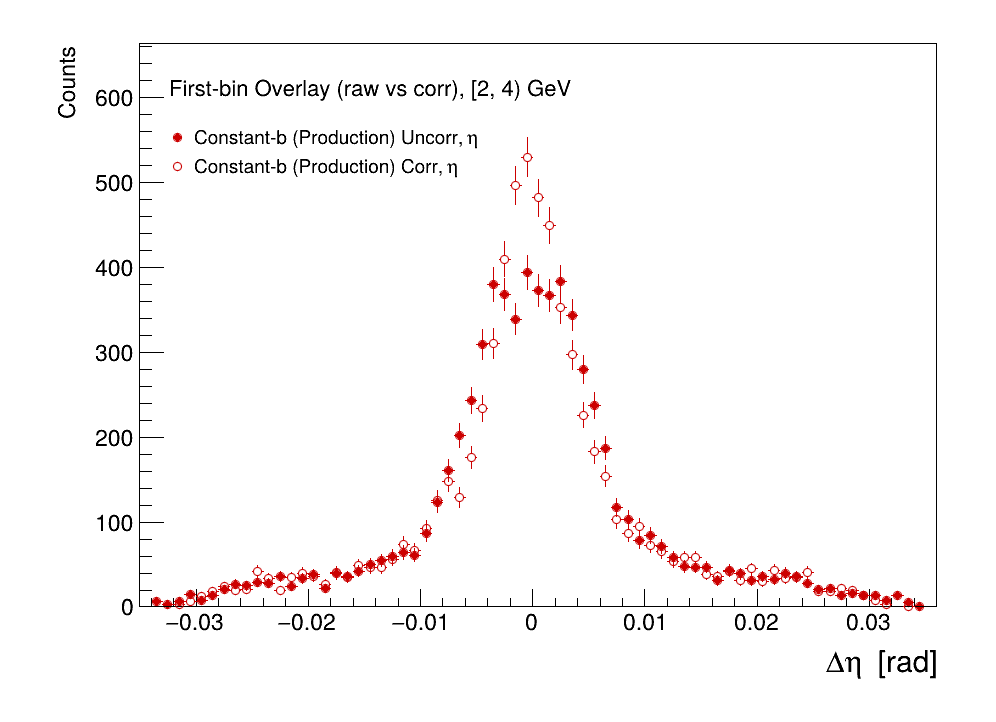 Counts
First-bin Overlay (raw vs corr), [2, 4) GeV
Constant-b (Production) Uncorr, η
Constant-b (Production) Corr, η
600
500
400
300
200
100
0
−0.03 −0.02 −0.01 0 0.01 0.02 0.03
Δη [rad]